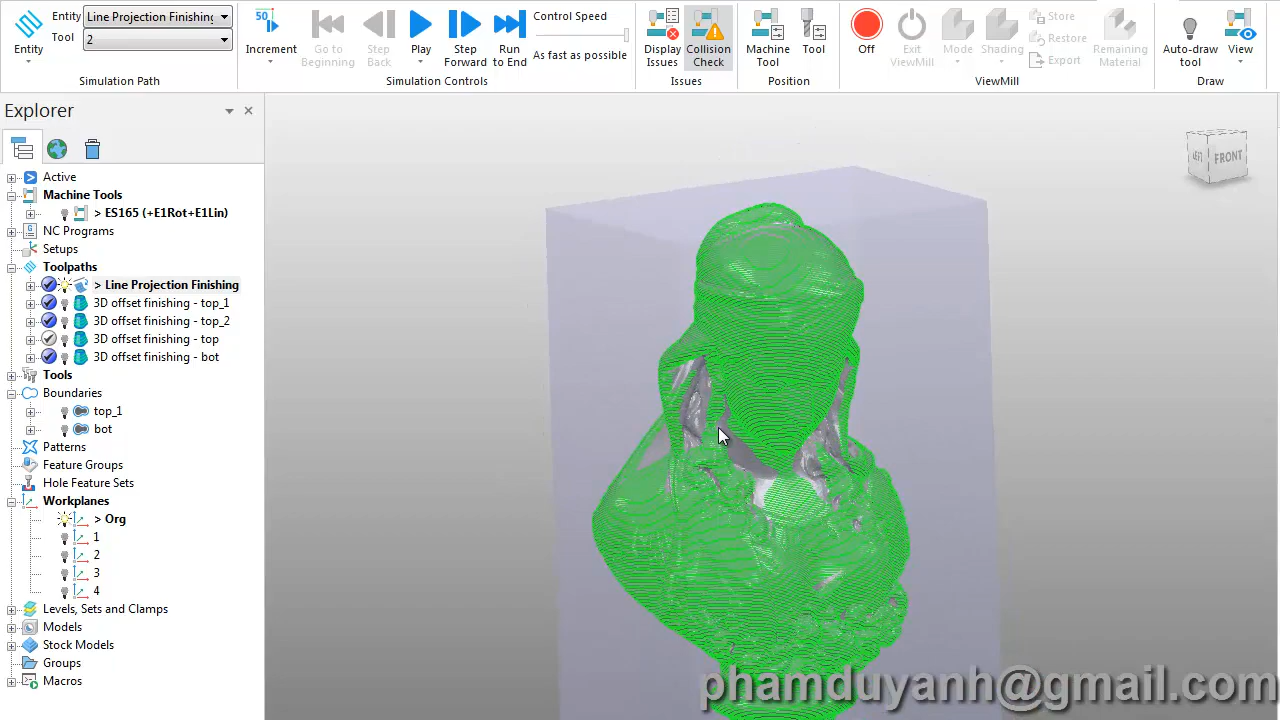 Entity
Entity
Line Projection Finishing
Tool
2
Simulation Path
50
Increment
Go to Beginning
Step Back
Play
Step Forward
Run to End
Control Speed
As fast as possible
Simulation Controls
Display Issues
Collision Check
Issues
Machine Tool
Tool
Position
Off
Exit ViewMill
Mode
Shading
Store
Restore
Export
Remaining Material
ViewMill
Auto-draw tool
View
Draw
Explorer
Active
Machine Tools
> ES165 (+E1Rot+E1Lin)
NC Programs
Setups
Toolpaths
> Line Projection Finishing
3D offset finishing - top_1
3D offset finishing - top_2
3D offset finishing - top
3D offset finishing - bot
Tools
Boundaries
top_1
bot
Patterns
Feature Groups
Hole Feature Sets
Workplanes
> Org
1
2
3
4
Levels, Sets and Clamps
Models
Stock Models
Groups
Macros
LEFT
FRONT
phamduyanh@gmail.com